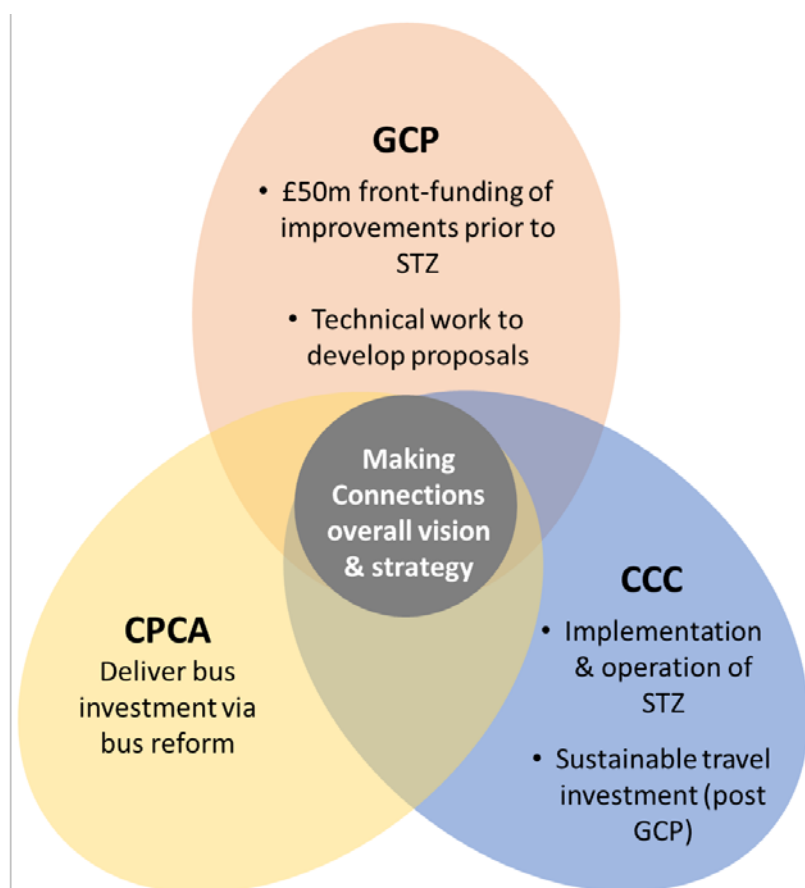 GCP
• £50m front-funding of
improvements prior to
STZ
• Technical work to
develop proposals
Making
Connections
overall vision
& strategy
CPCA
Deliver bus
investment via
bus reform
CCC
• Implementation
& operation of
STZ
• Sustainable travel
investment (post
GCP)